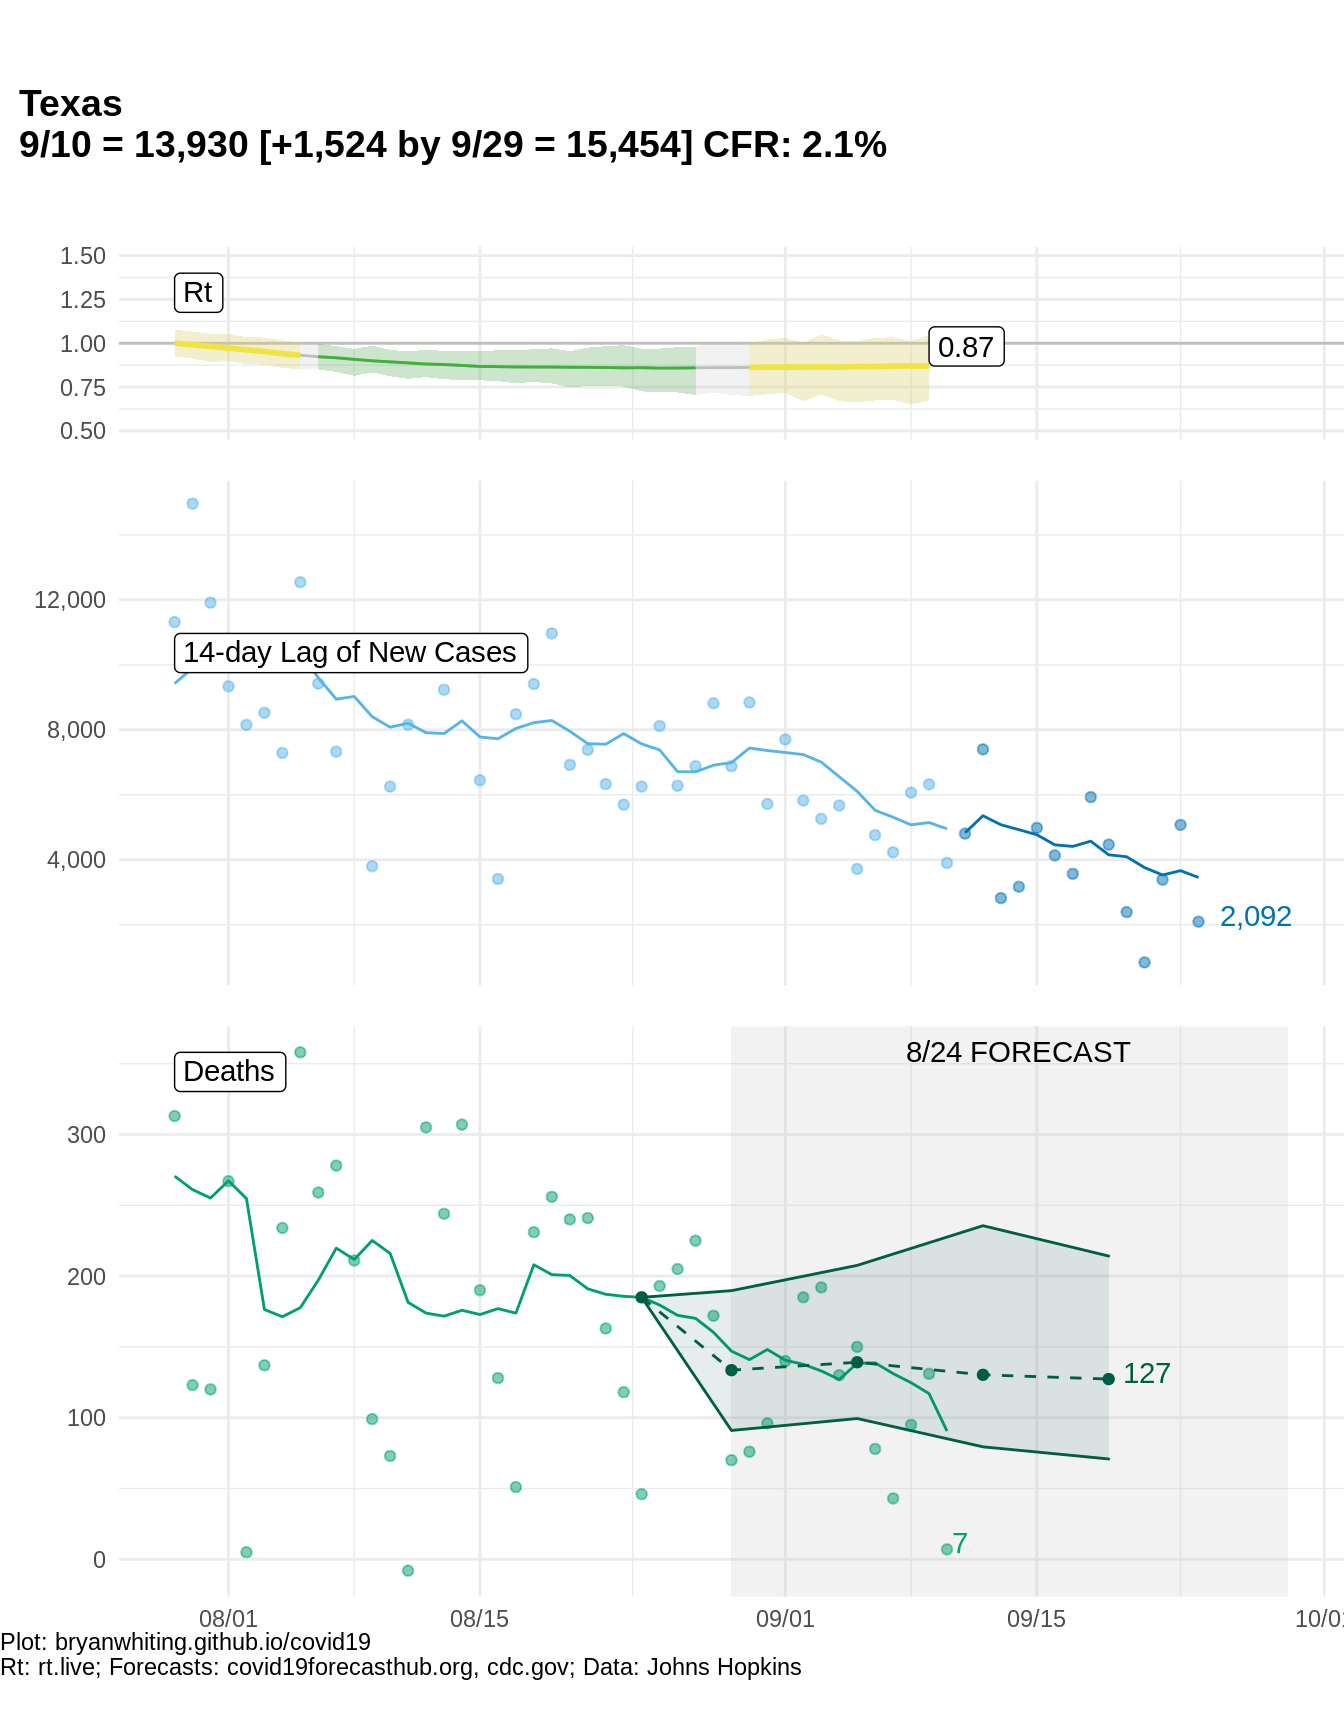 Texas
9/10 = 13,930 [+1,524 by 9/29 = 15,454] CFR: 2.1%
1.50
Rt
1.25
1.00
0.87
0.75
0.50
12,000
14-day Lag of New Cases
8,000
4,000
2,092
8/24 FORECAST
Deaths
300
200
127
100
7
0
08/01 08/15 09/01 09/15 10/0
Plot: bryanwhiting.github.io/covid19
Rt: rt.live; Forecasts: covid19forecasthub.org, cdc.gov; Data: Johns Hopkins